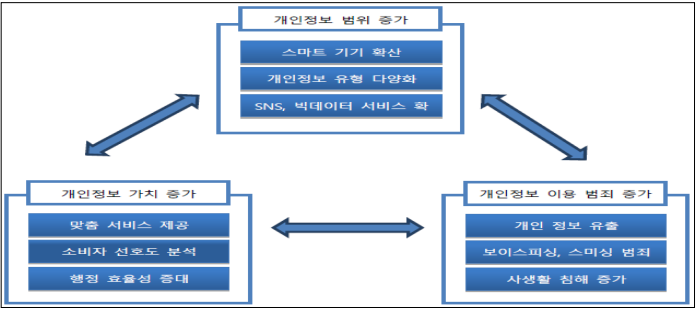 개인정보 범위 증가
스마트 기기 확산
개인정보 유형 다양화
SNS, 빅데이터 서비스 확
개인정보 가치 증가
맞춤 서비스 제공
소비자 선호도 분석
행정 효율성 증대
개인정보 이용 범죄 증가
개인 정보 유출
보이스피싱, 스미싱 범죄
사생활 침해 증가